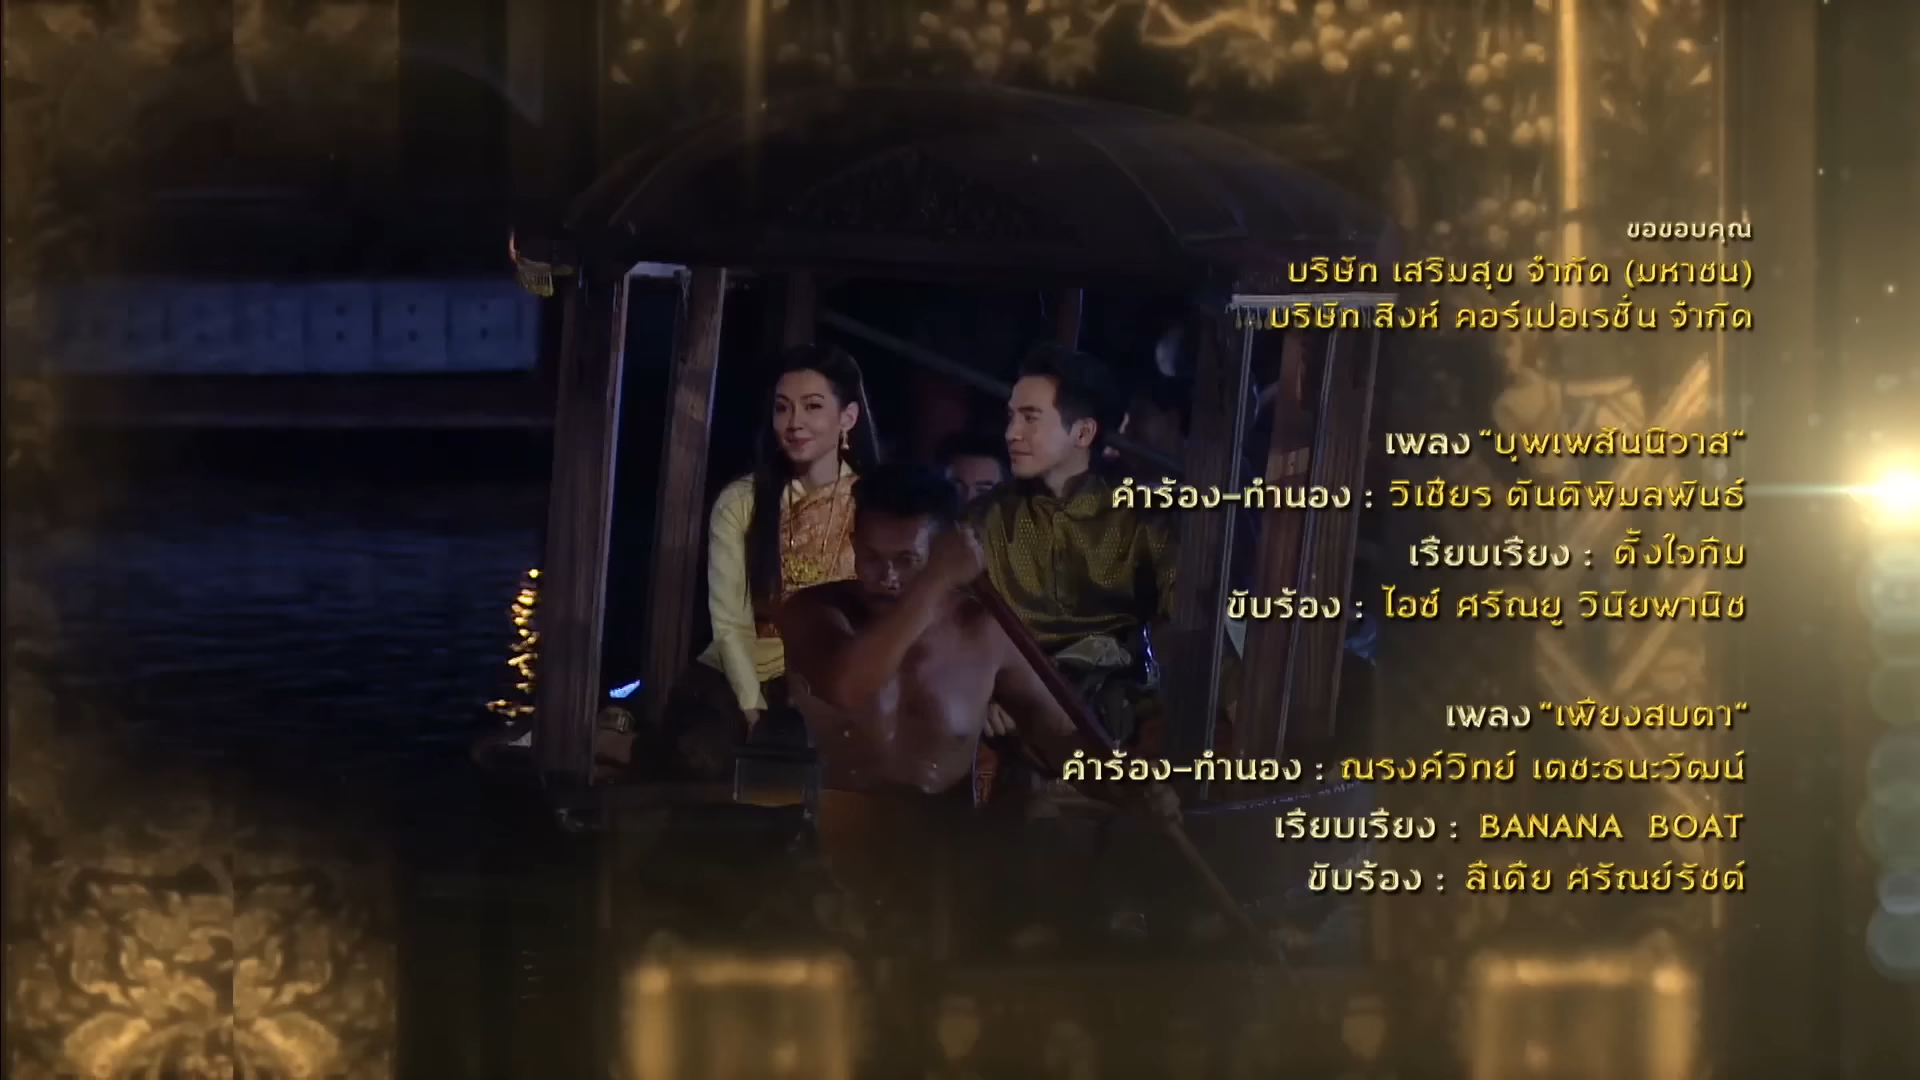 ขอขอบคุณ
บริษัท เสริมสุข จำกัด (มหาชน)
บริษัท สิงห์ คอร์เปอเรชั่น จำกัด
เพลง “บุพเพสันนิวาส“
คำร้อง–ทำนอง : วิเชียร ตันติพิมลพันธ์
เรียบเรียง : ตั้งใจกีม
ขับร้อง : ไอซ์ ศรัณยู วินัยพานิช
เพลง “เพียงสบตา“
คำร้อง–ทำนอง : ณรงค์วิทย์ เตชะธนะวัฒน์
เรียบเรียง : BANANA BOAT
ขับร้อง : ลีเดีย ศรัณย์รัชต์